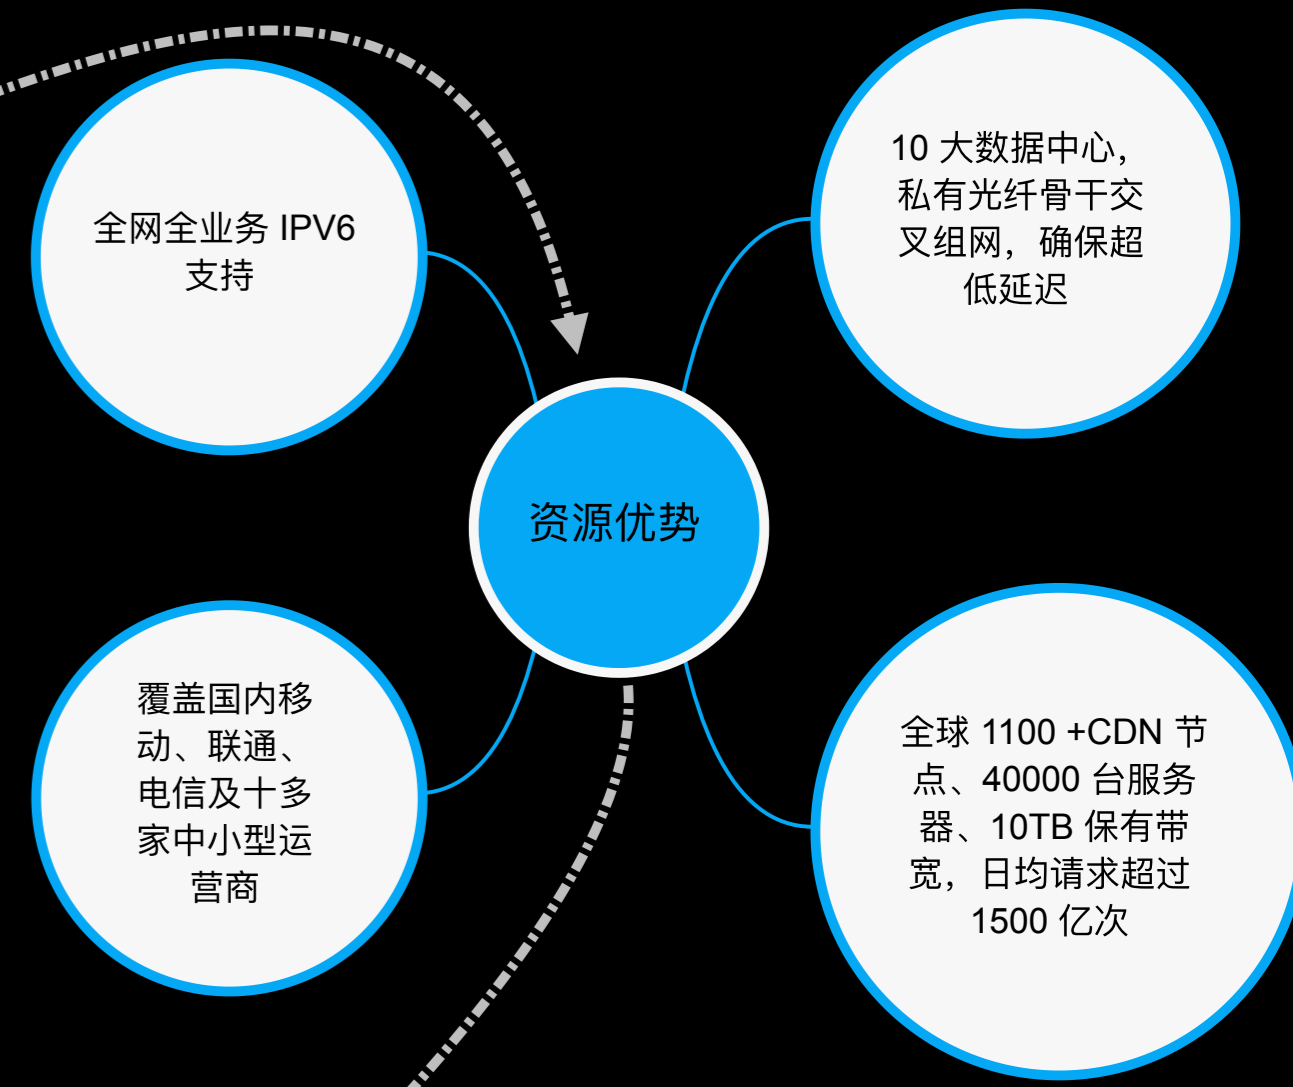 全网全业务 IPV6
支持
10 大数据中心，
私有光纤骨干交
叉组网，确保超
低延迟
资源优势
覆盖国内移
动、联通、
电信及十多
家中小型运
营商
全球 1100 +CDN 节
点、40000 台服务
器、10TB 保有带
宽，日均请求超过
1500 亿次